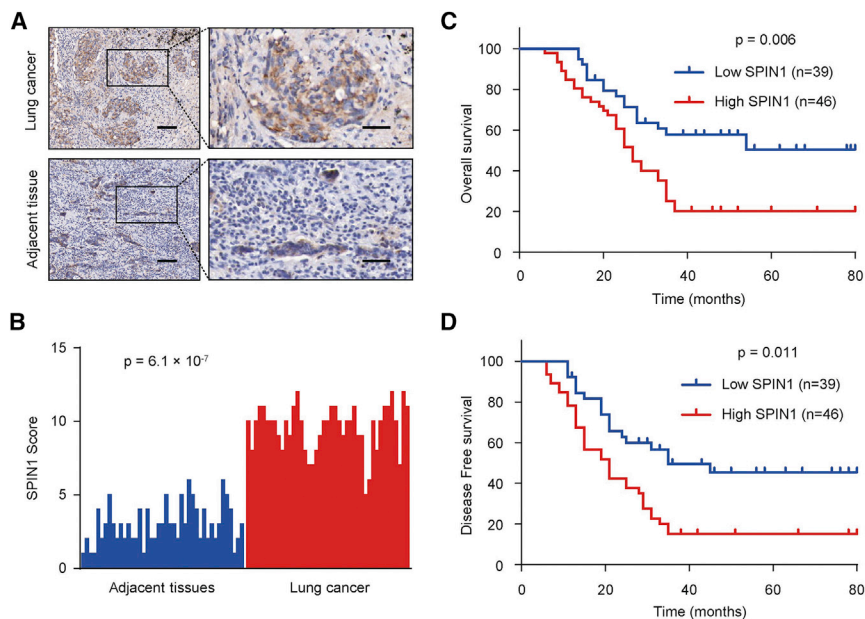 A
Lung cancer
Adjacent tissue
B
15
10
5
0
SPIN1 Score
p = 6.1 × 10⁻⁷
Adjacent tissues
Lung cancer
C
p = 0.006
Low SPIN1 (n=39)
High SPIN1 (n=46)
Overall survival
100
80
60
40
20
0
0 20 40 60 80
Time (months)
D
p = 0.011
Low SPIN1 (n=39)
High SPIN1 (n=46)
Disease Free survival
100
80
60
40
20
0
0 20 40 60 80
Time (months)